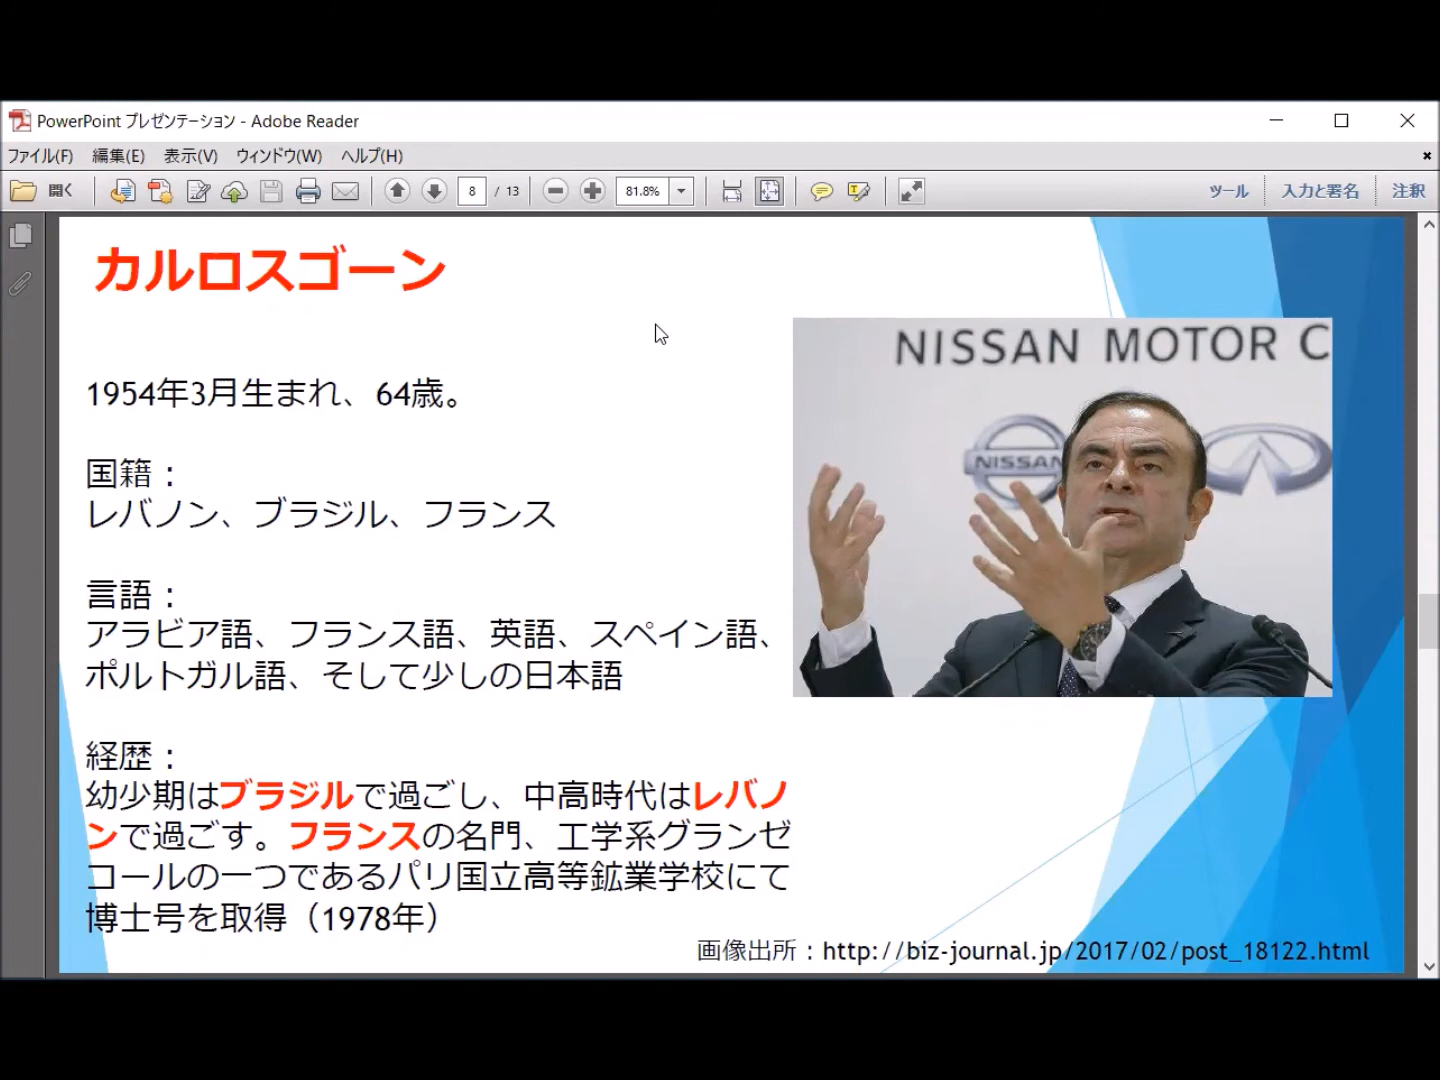 PowerPoint プレゼンテーション - Adobe Reader
ファイル(F) 編集(E) 表示(V) ウィンドウ(W) ヘルプ(H)
開く 8 / 13 81.8% ツール 入力と署名 注釈
カルロスゴーン
1954年3月生まれ、64歳。
国籍：
レバノン、ブラジル、フランス
言語：
アラビア語、フランス語、英語、スペイン語、
ポルトガル語、そして少しの日本語
経歴：
幼少期はブラジルで過ごし、中高時代はレバノ
ンで過ごす。フランスの名門、工学系グランゼ
コールの一つであるパリ国立高等鉱業学校にて
博士号を取得（1978年）
NISSAN MOTOR C
NISSAN
画像出所：http://biz-journal.jp/2017/02/post_18122.html